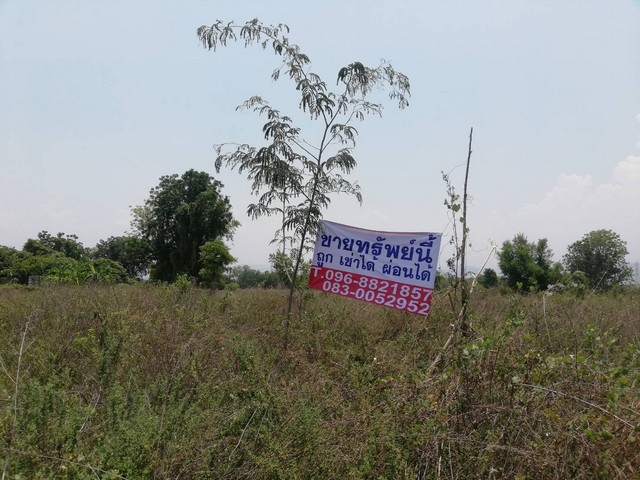 ขายทรัพย์นี้
ถูก เช่าได้ ผ่อนได้
T.096-8821857
083-0052952